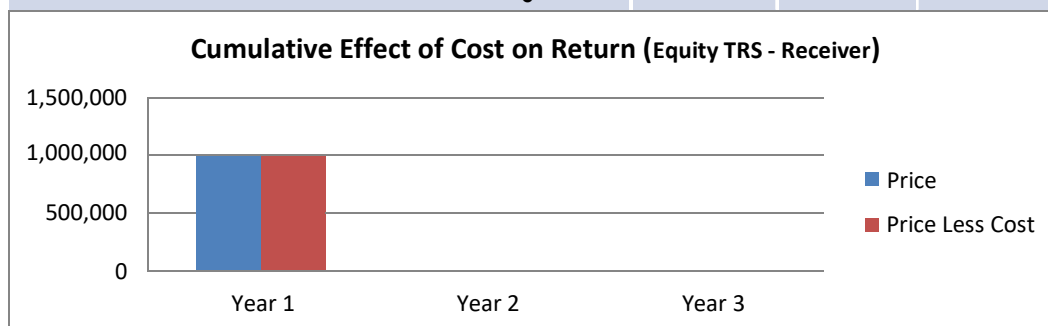 Cumulative Effect of Cost on Return (Equity TRS - Receiver)
1,500,000
1,000,000
500,000
0
Year 1 Year 2 Year 3
Price
Price Less Cost